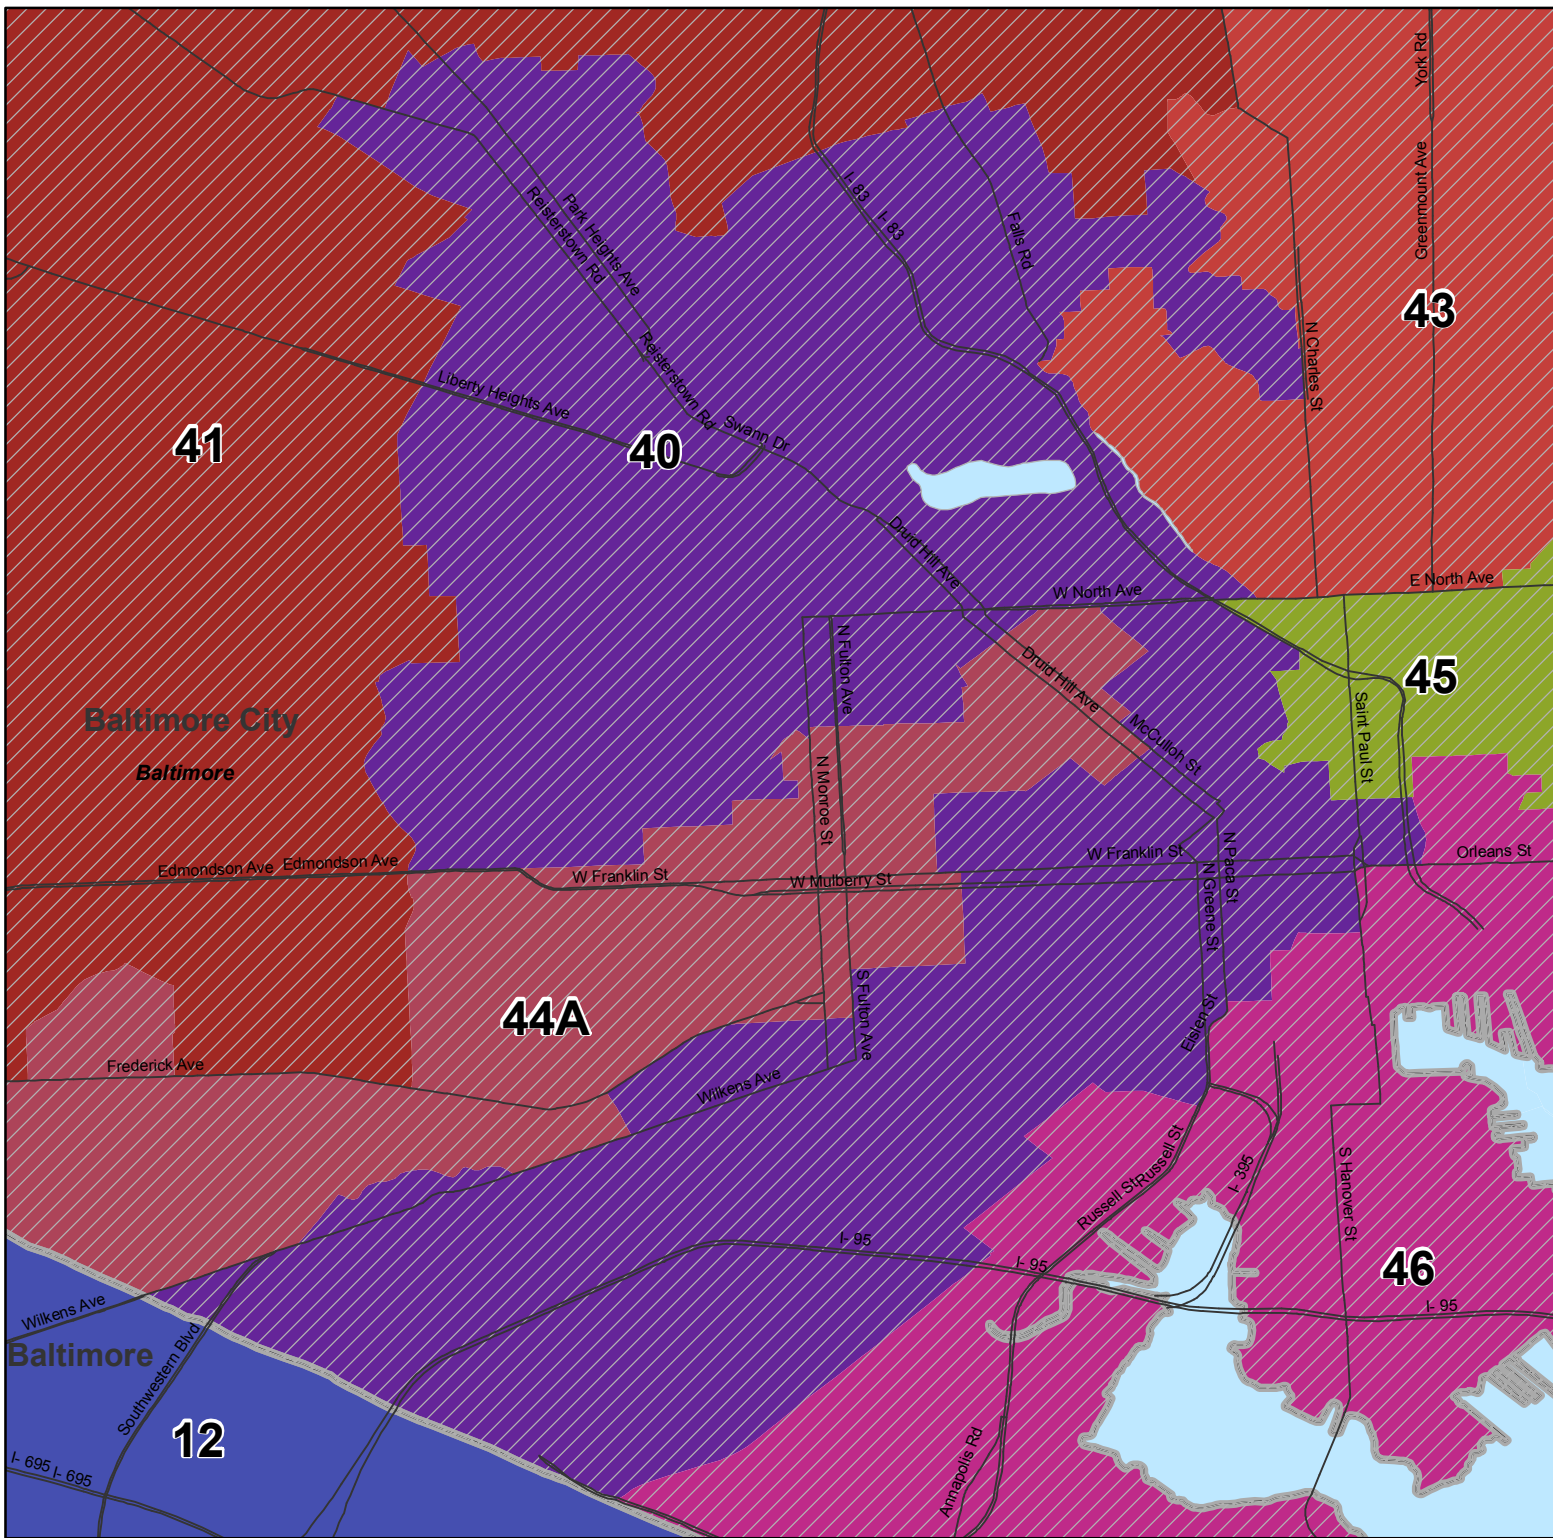 York Rd
Greenmount Ave
I- 83
I- 83
Falls Rd
Park Heights Ave
Reisterstown Rd
43
N Charles St
Reisterstown Rd
Liberty Heights Ave
Swann Dr
41
40
Druid Hill Ave
W North Ave
E North Ave
N Fulton Ave
Druid Hill Ave
45
McCulloh St
Saint Paul St
Baltimore City
Baltimore
N Monroe St
Edmondson Ave
Edmondson Ave
W Franklin St
W Mulberry St
W Franklin St
N Paca St
N Greene St
Orleans St
44A
S Fulton Ave
Eislen St
Frederick Ave
Wilkens Ave
Russell St
Russell St
I- 395
S Hanover St
I- 95
I- 95
46
I- 95
Wilkens Ave
Baltimore
Southwestern Blvd
12
I- 695
I- 695
Annapolis Rd